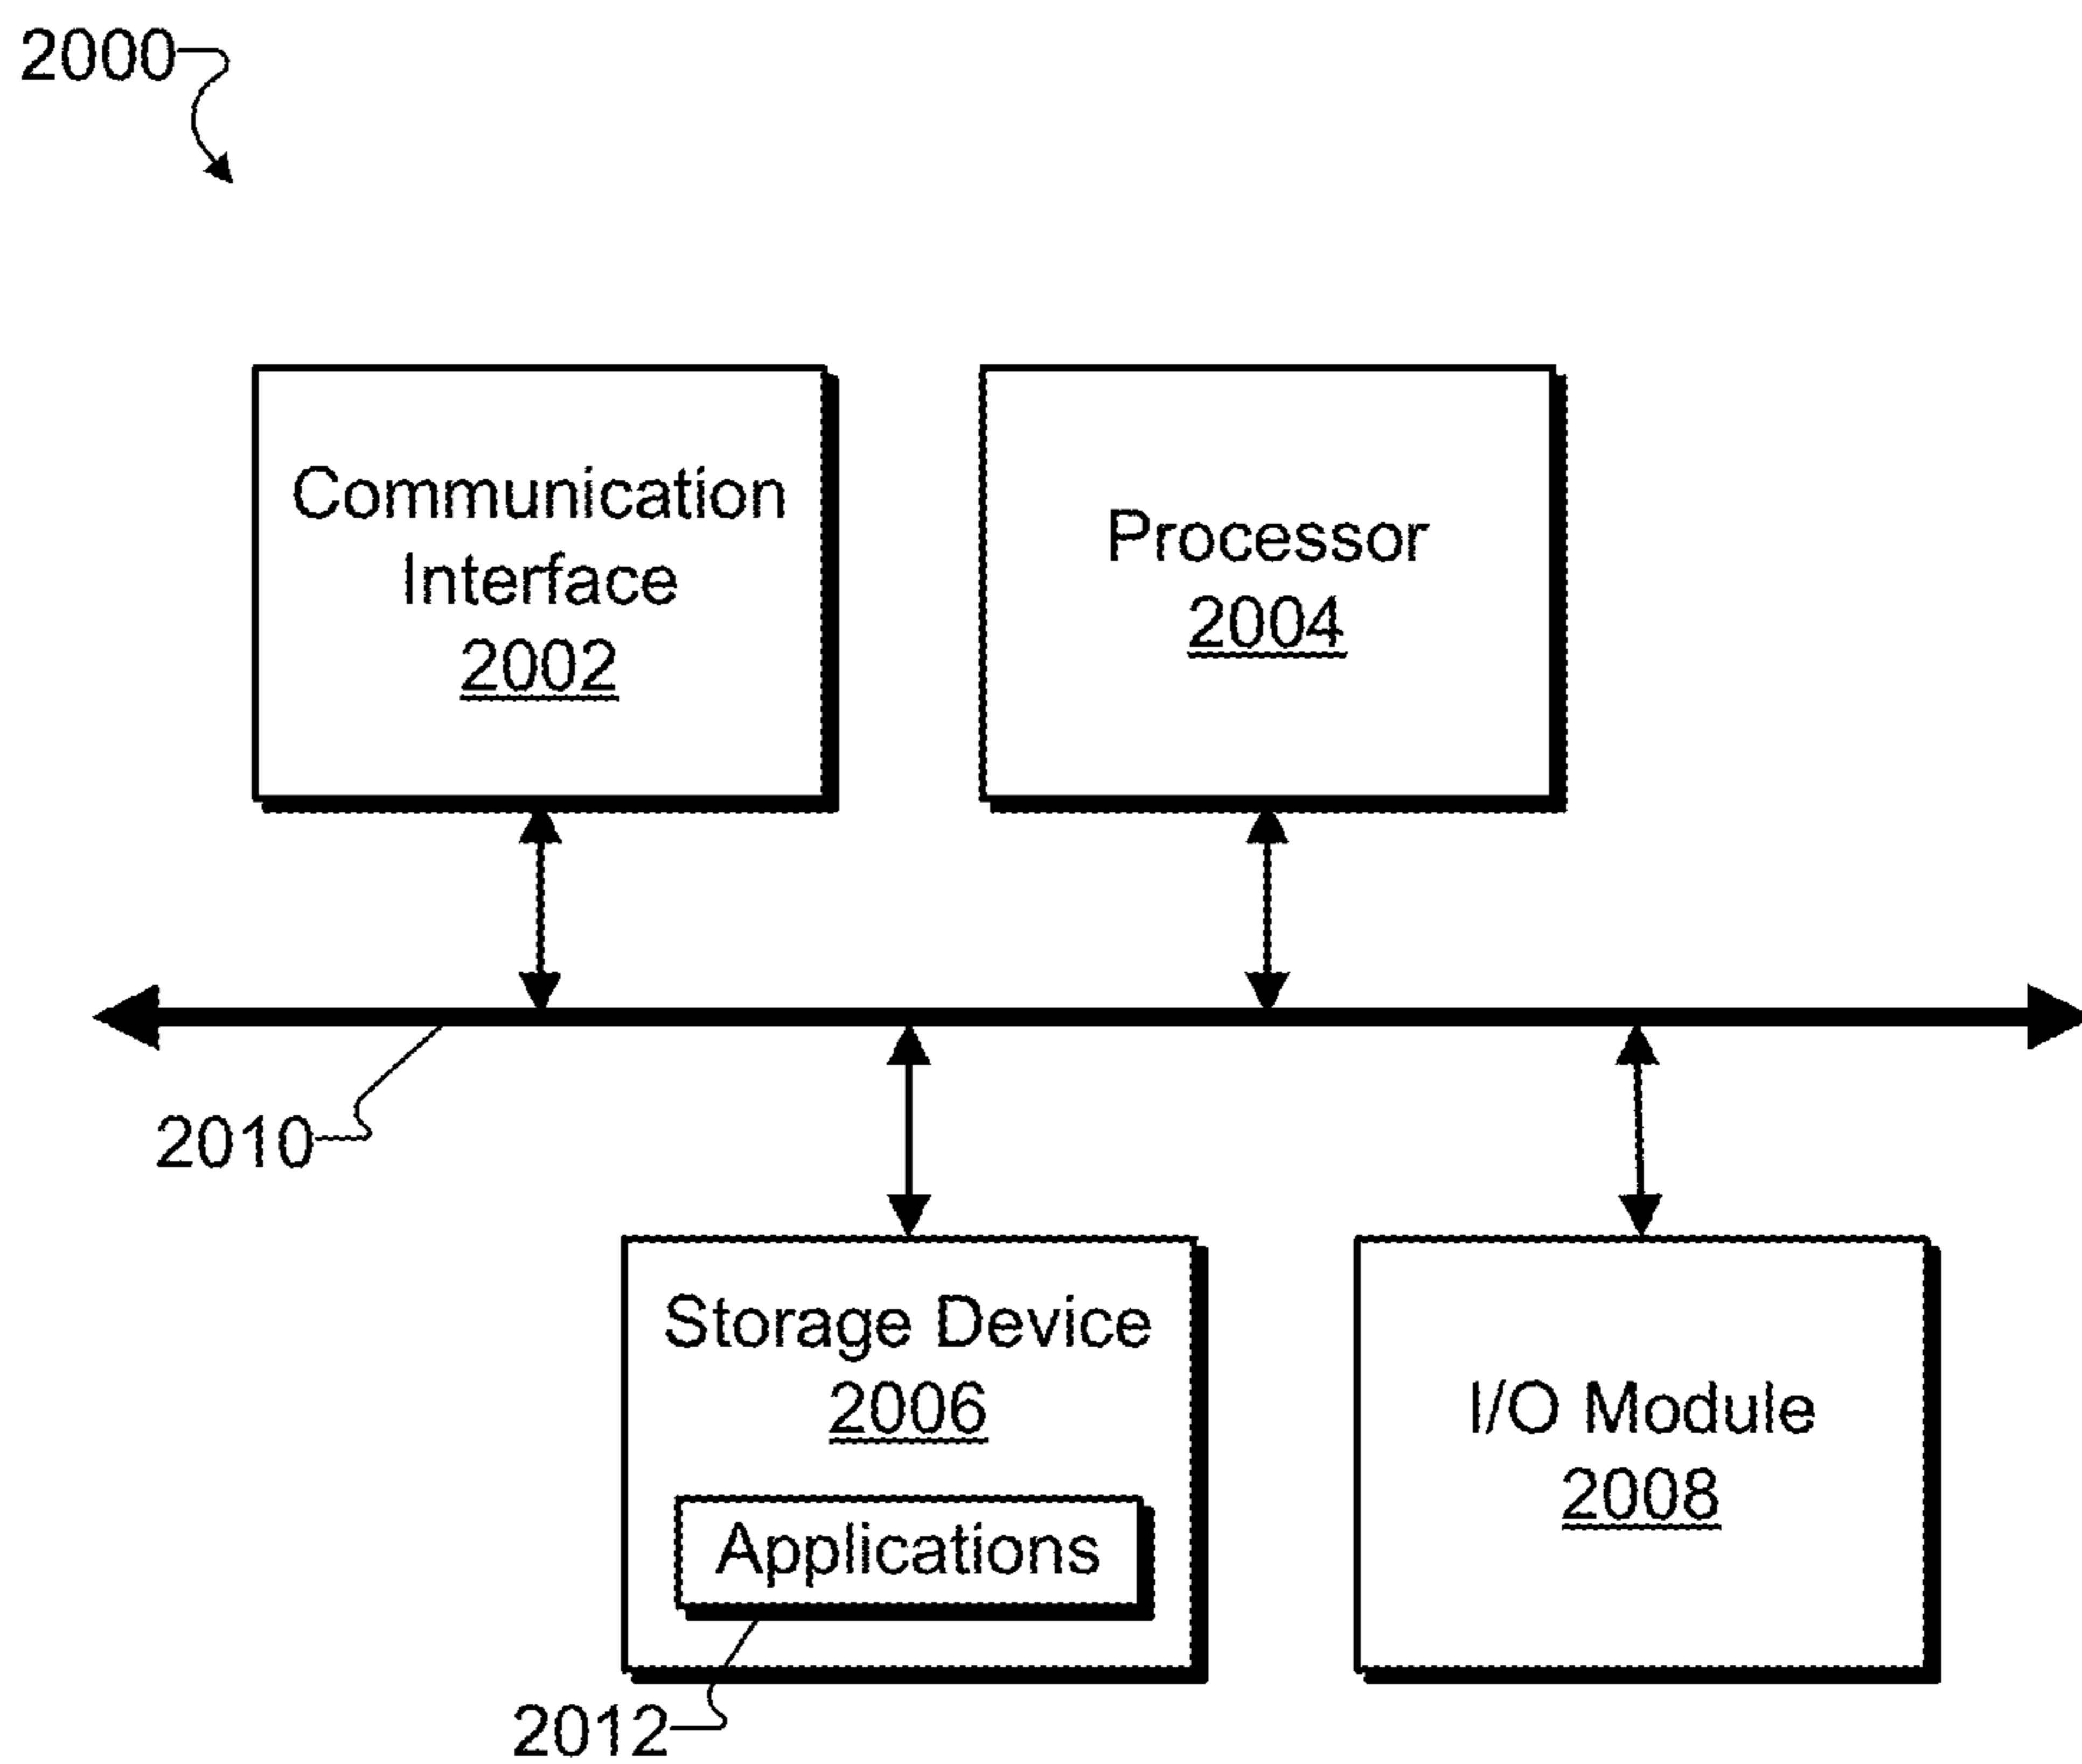 2000
Communication
Interface
2002
Processor
2004
2010
Storage Device
2006
Applications
2012
I/O Module
2008